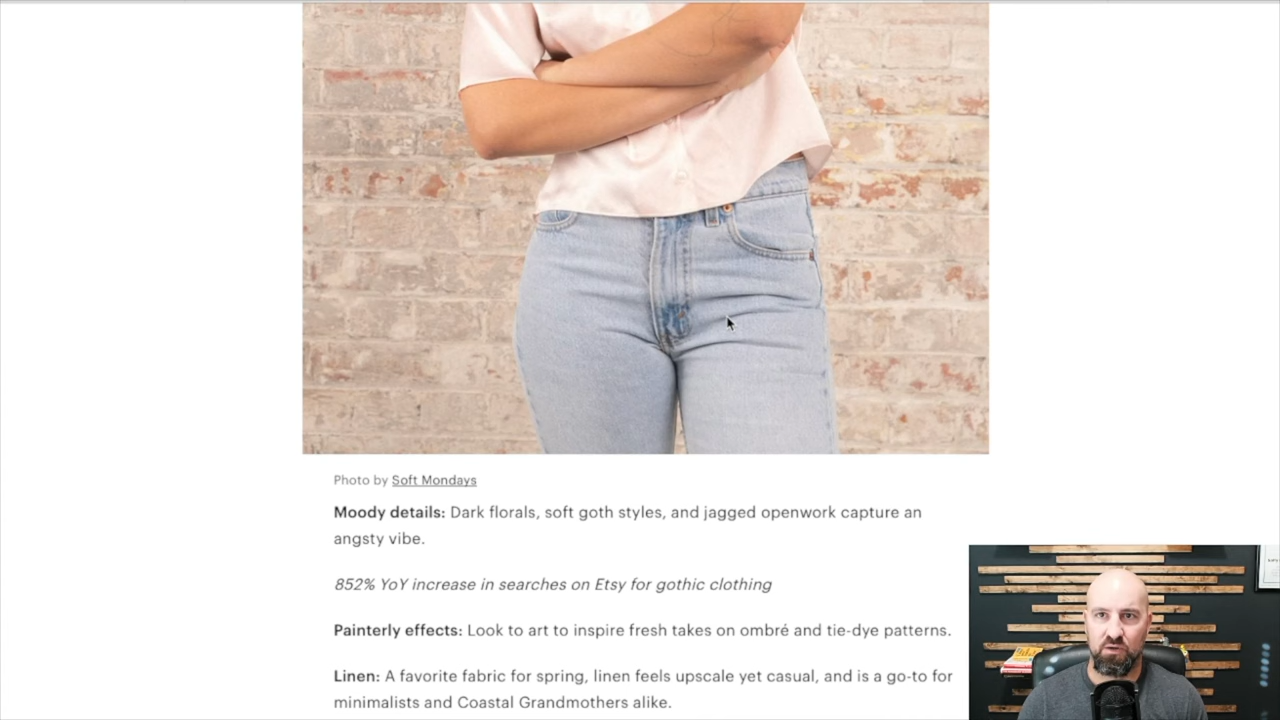 Photo by Soft Mondays
Moody details: Dark florals, soft goth styles, and jagged openwork capture an
angsty vibe.
852% YoY increase in searches on Etsy for gothic clothing
Painterly effects: Look to art to inspire fresh takes on ombré and tie-dye patterns.
Linen: A favorite fabric for spring, linen feels upscale yet casual, and is a go-to for
minimalists and Coastal Grandmothers alike.